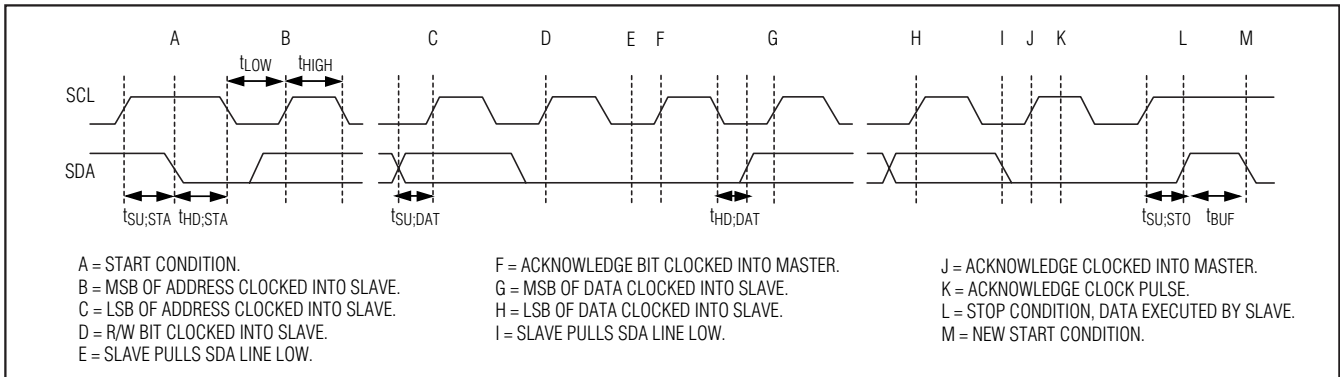 A B C D E F G H I J K L M
tLOW tHIGH
SCL
SDA
tSU;STA tHD;STA tSU;DAT tHD;DAT tSU;STO tBUF
A = START CONDITION.
B = MSB OF ADDRESS CLOCKED INTO SLAVE.
C = LSB OF ADDRESS CLOCKED INTO SLAVE.
D = R/W BIT CLOCKED INTO SLAVE.
E = SLAVE PULLS SDA LINE LOW.
F = ACKNOWLEDGE BIT CLOCKED INTO MASTER.
G = MSB OF DATA CLOCKED INTO SLAVE.
H = LSB OF DATA CLOCKED INTO SLAVE.
I = SLAVE PULLS SDA LINE LOW.
J = ACKNOWLEDGE CLOCKED INTO MASTER.
K = ACKNOWLEDGE CLOCK PULSE.
L = STOP CONDITION, DATA EXECUTED BY SLAVE.
M = NEW START CONDITION.